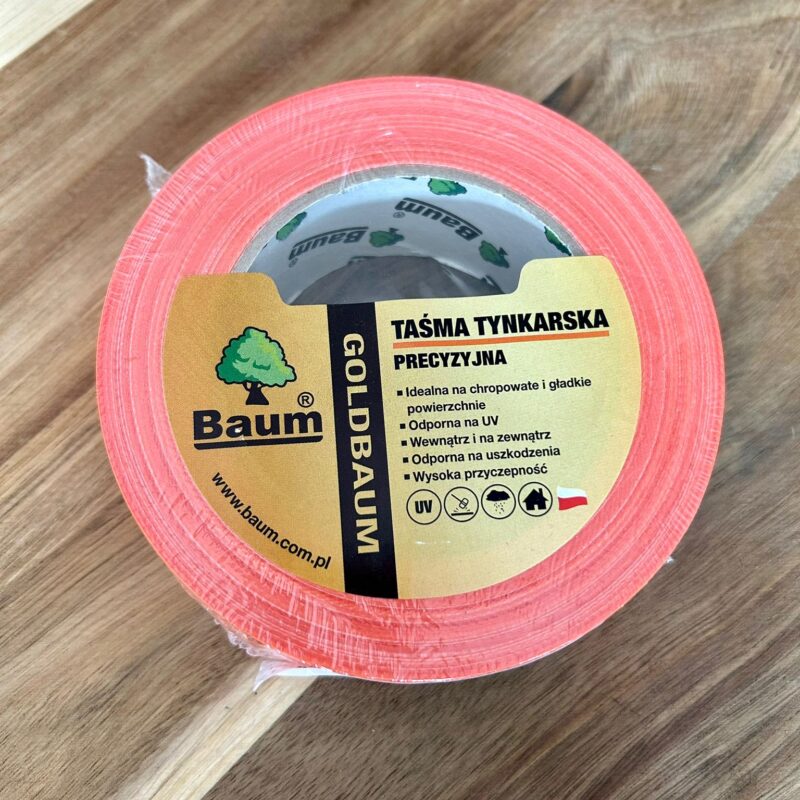 Baum ®
Baum ®
Baum ®
www.baum.com.pl
GOLDBAUM
TAŚMA TYNKARSKA
PRECYZYJNA
▪ Idealna na chropowate i gładkie
powierzchnie
▪ Odporna na UV
▪ Wewnątrz i na zewnątrz
▪ Odporna na uszkodzenia
▪ Wysoka przyczepność
UV